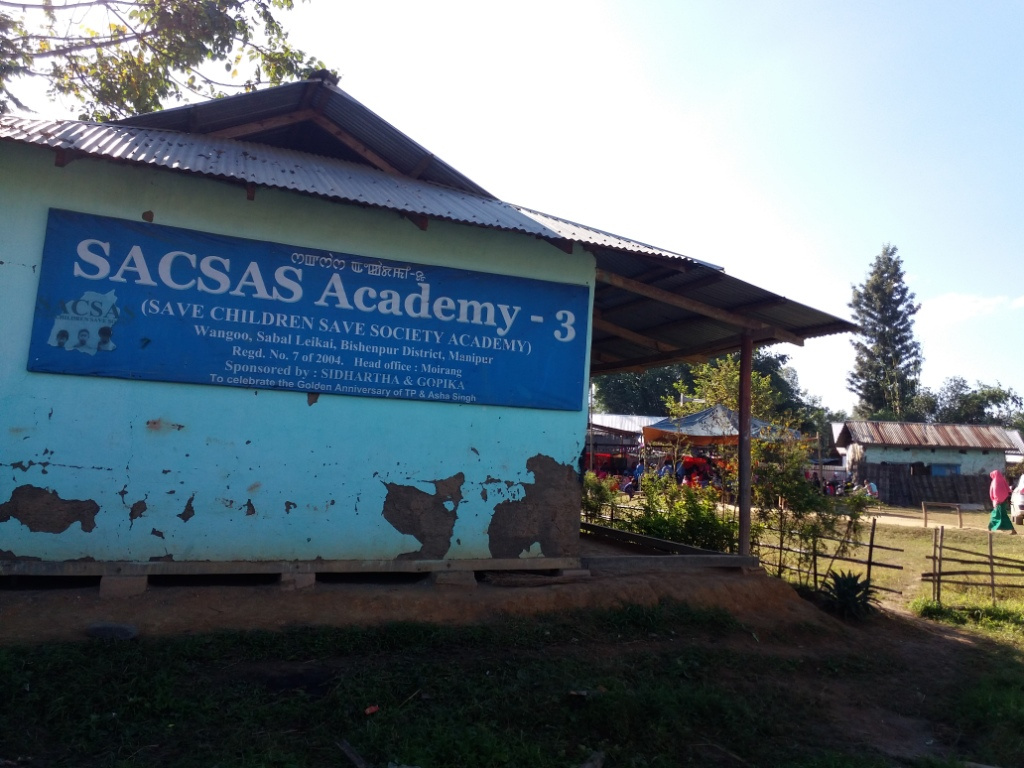 SACSAS Academy - 3
(SAVE CHILDREN SAVE SOCIETY ACADEMY)
Wangoo, Sabal Leikai, Bishenpur District, Manipur
Regd. No. 7 of 2004. Head office : Moirang
Sponsored by : SIDHARTHA & GOPIKA
To celebrate the Golden Anniversary of TP & Asha Singh
SACSAS